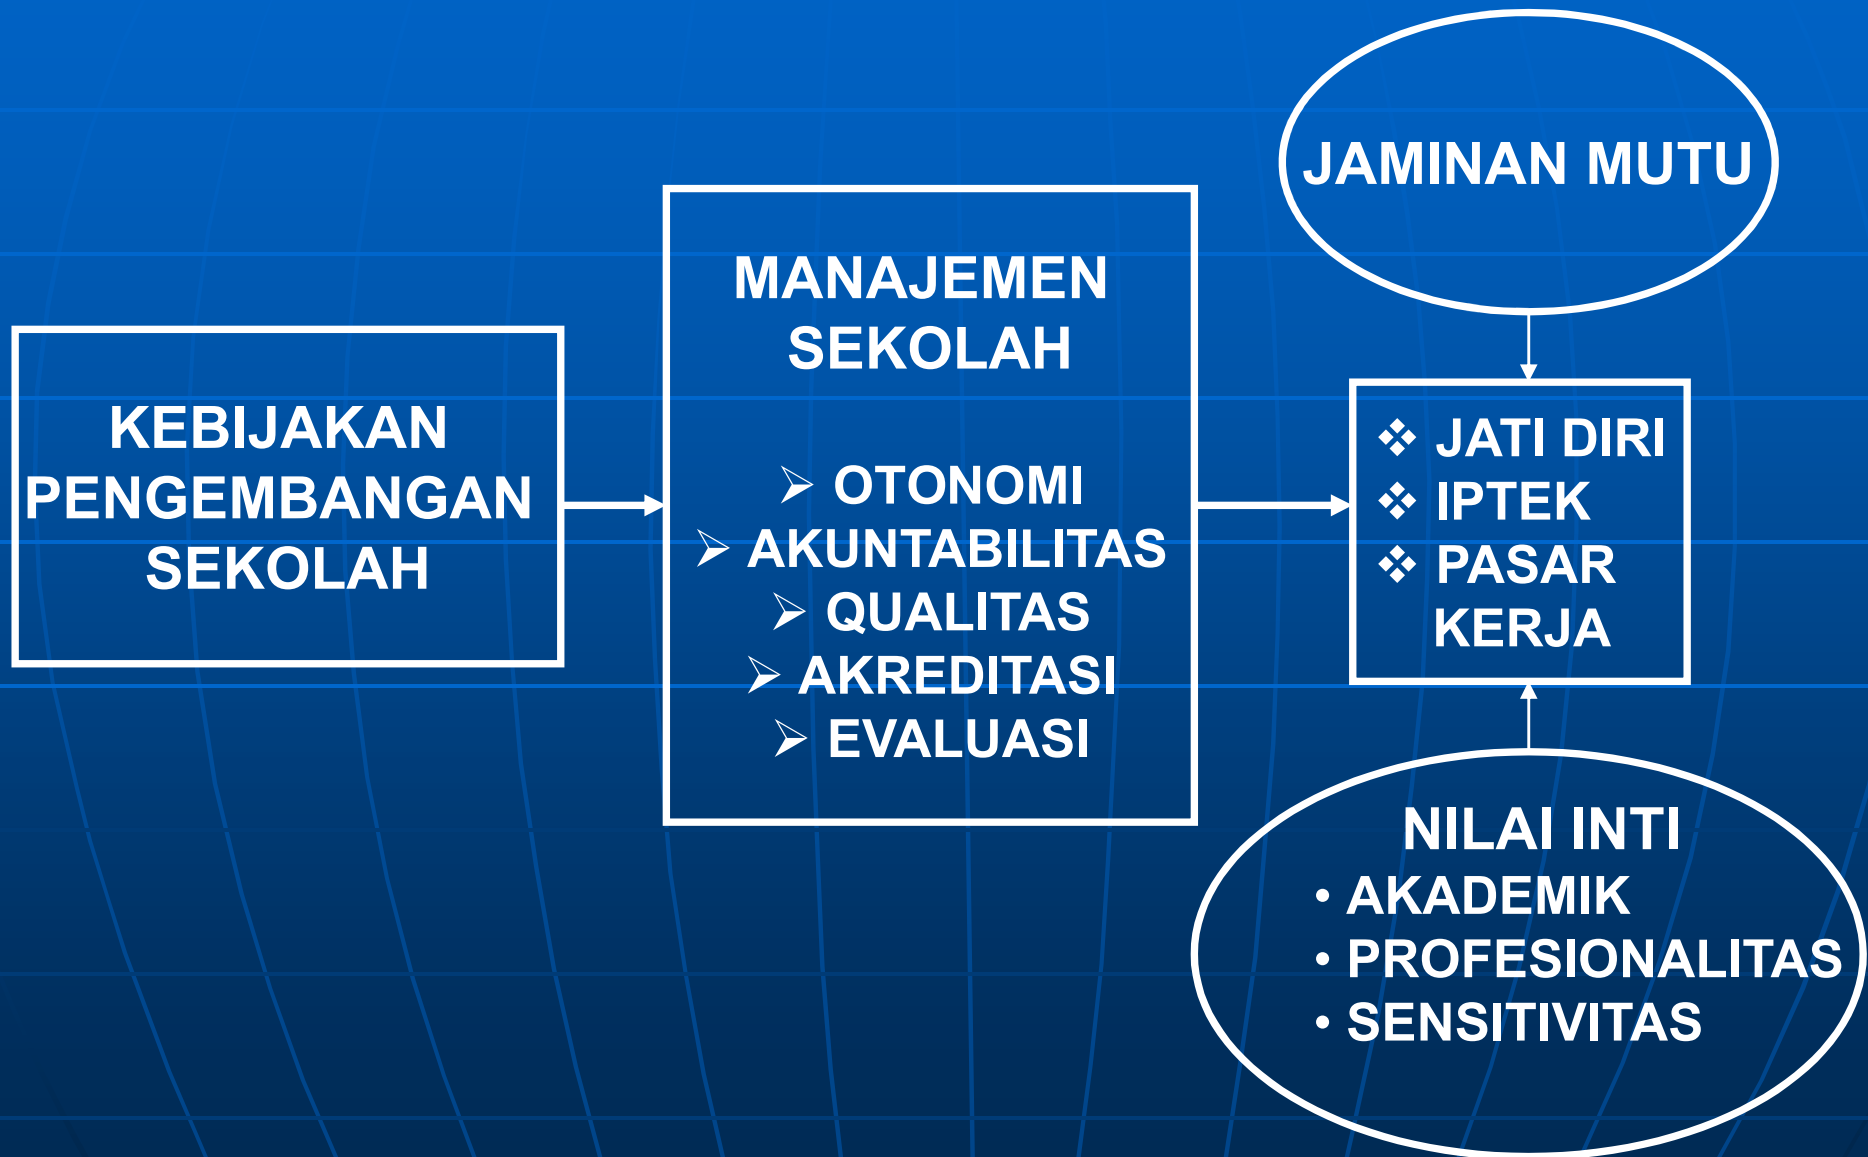 KEBIJAKAN
PENGEMBANGAN
SEKOLAH
MANAJEMEN
SEKOLAH
➢ OTONOMI
➢ AKUNTABILITAS
➢ QUALITAS
➢ AKREDITASI
➢ EVALUASI
JAMINAN MUTU
❖ JATI DIRI
❖ IPTEK
❖ PASAR
KERJA
NILAI INTI
• AKADEMIK
• PROFESIONALITAS
• SENSITIVITAS